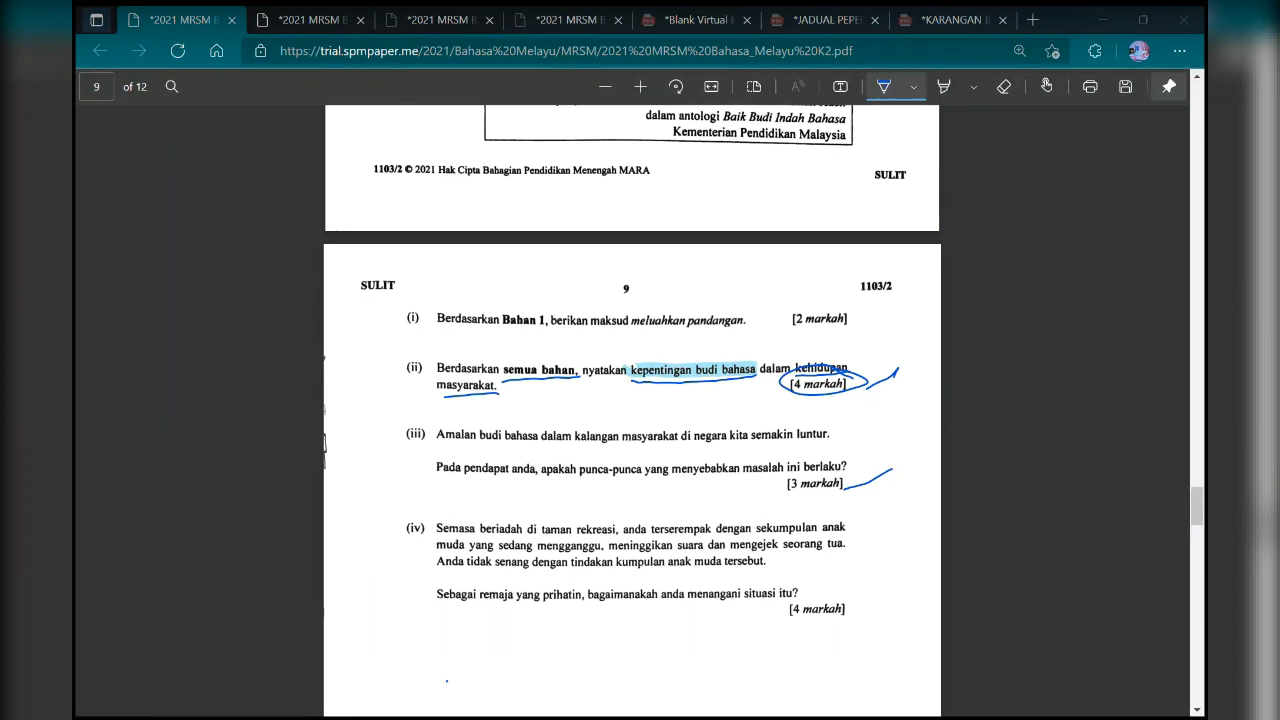 *2021 MRSM B
*2021 MRSM B
*2021 MRSM B
*2021 MRSM B
*Blank Virtual
*JADUAL PEPE
*KARANGAN B
https://trial.spmpaper.me/2021/Bahasa%20Melayu/MRSM/2021%20MRSM%20Bahasa_Melayu%20K2.pdf
9 of 12
dalam antologi Baik Budi Indah Bahasa
Kementerian Pendidikan Malaysia
1103/2 © 2021 Hak Cipta Bahagian Pendidikan Menengah MARA
SULIT
SULIT 9 1103/2
(i) Berdasarkan Bahan 1, berikan maksud meluahkan pandangan. [2 markah]
(ii) Berdasarkan semua bahan, nyatakan kepentingan budi bahasa dalam kehidupan
masyarakat. [4 markah]
(iii) Amalan budi bahasa dalam kalangan masyarakat di negara kita semakin luntur.
Pada pendapat anda, apakah punca-punca yang menyebabkan masalah ini berlaku?
[3 markah]
(iv) Semasa beriadah di taman rekreasi, anda terserempak dengan sekumpulan anak
muda yang sedang mengganggu, meninggikan suara dan mengejek seorang tua.
Anda tidak senang dengan tindakan kumpulan anak muda tersebut.
Sebagai remaja yang prihatin, bagaimanakah anda menangani situasi itu?
[4 markah]